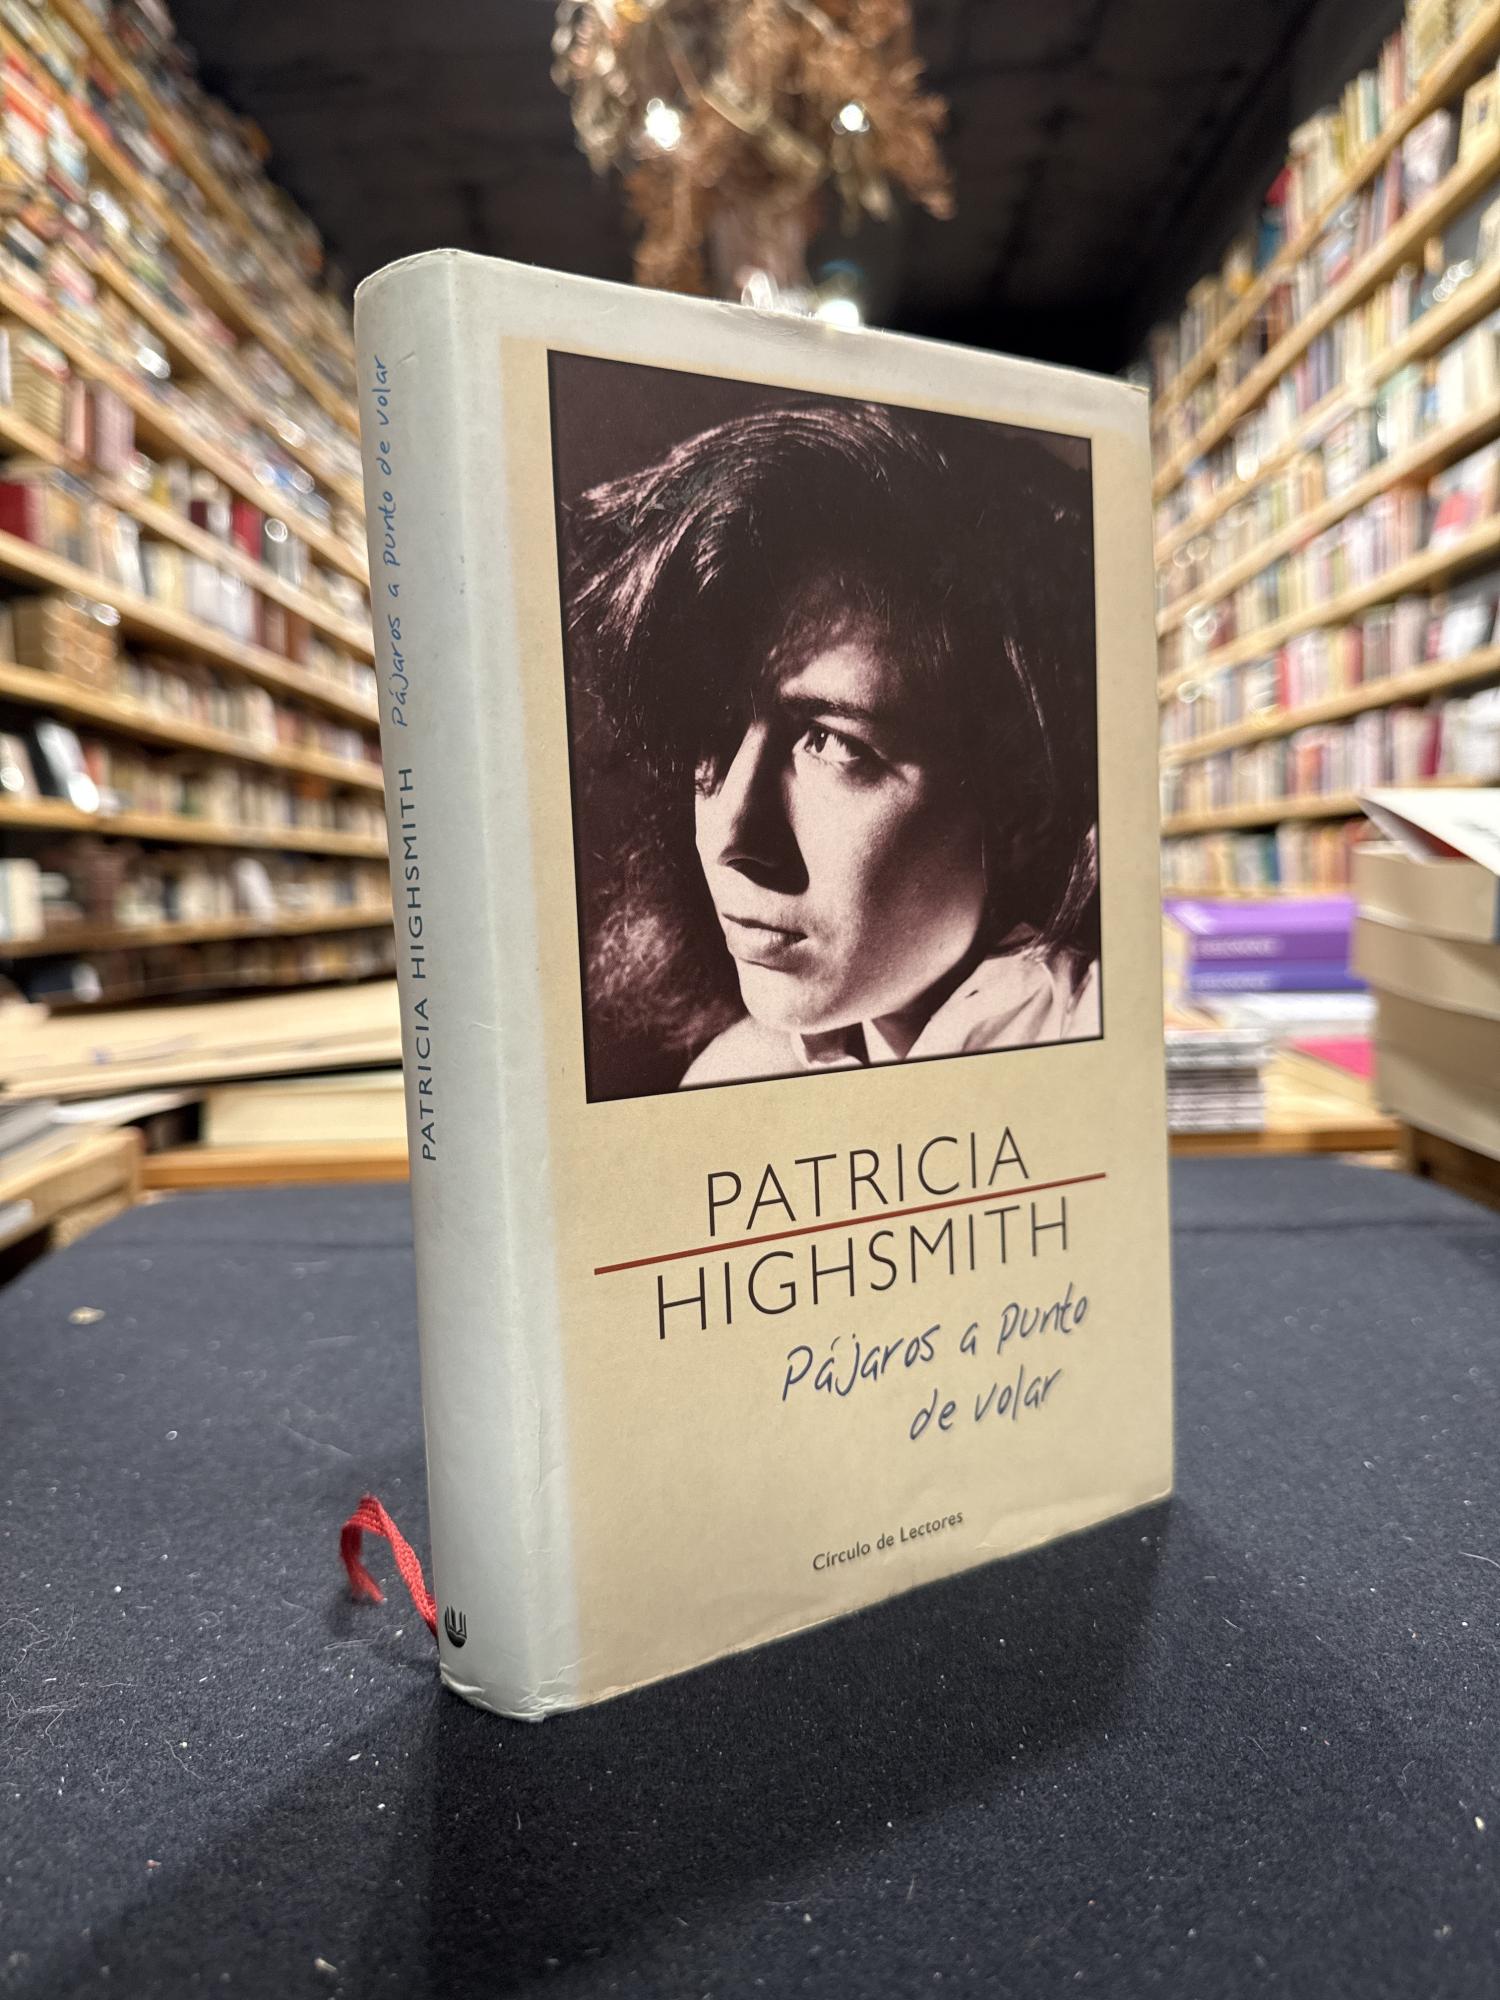 PATRICIA HIGHSMITH Pájaros a punto de volar
PATRICIA
HIGHSMITH
Pájaros a punto
de volar
Círculo de Lectores